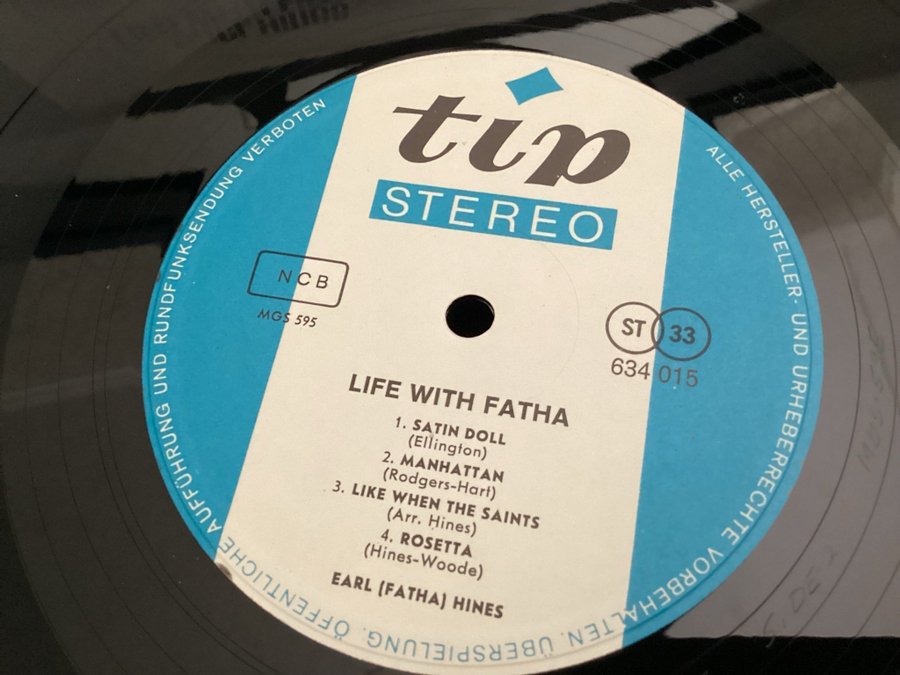 tip
STEREO
NCB
MGS 595
ST 33
634 015
LIFE WITH FATHA
1. SATIN DOLL
(Ellington)
2. MANHATTAN
(Rodgers-Hart)
3. LIKE WHEN THE SAINTS
(Arr. Hines)
4. ROSETTA
(Hines-Woode)
EARL (FATHA) HINES
ALLE HERSTELLER- UND URHEBERRECHTE VORBEHALTEN. ÜBERSPIELUNG. ÖFFENTLICHE AUFFÜHRUNG UND RUNDFUNKSENDUNG VERBOTEN